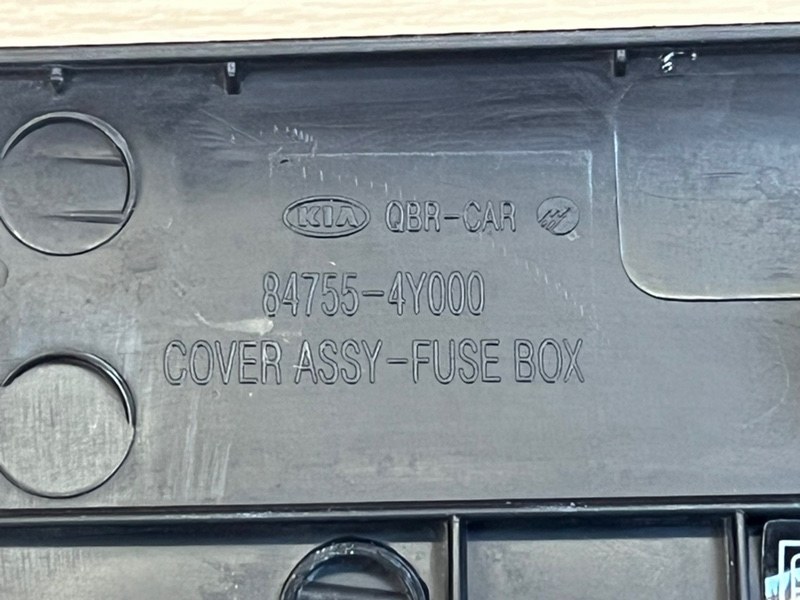 KIA QBR-CAR
84755-4Y000
COVER ASSY-FUSE BOX